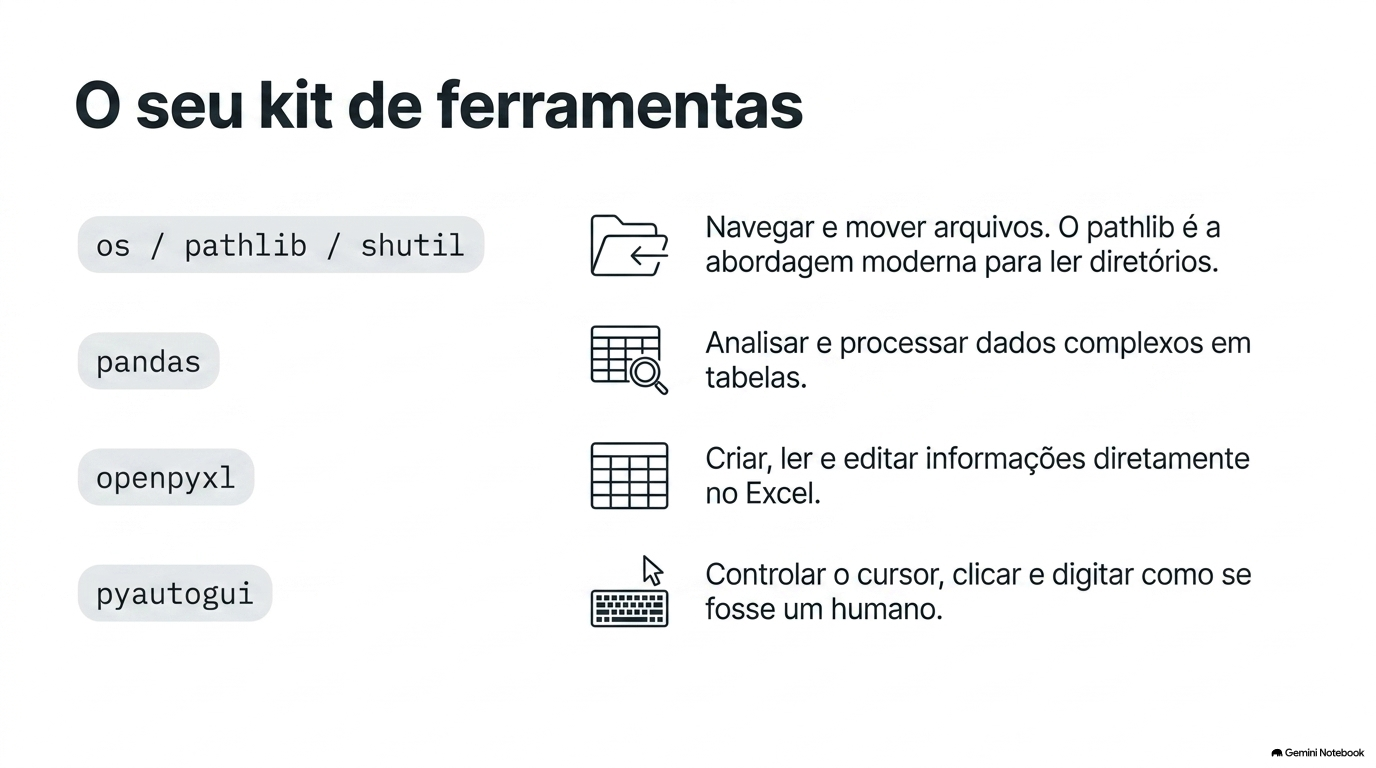 O seu kit de ferramentas
os / pathlib / shutil
Navegar e mover arquivos. O pathlib é a
abordagem moderna para ler diretórios.
pandas
Analisar e processar dados complexos em
tabelas.
openpyxl
Criar, ler e editar informações diretamente
no Excel.
pyautogui
Controlar o cursor, clicar e digitar como se
fosse um humano.
Gemini Notebook